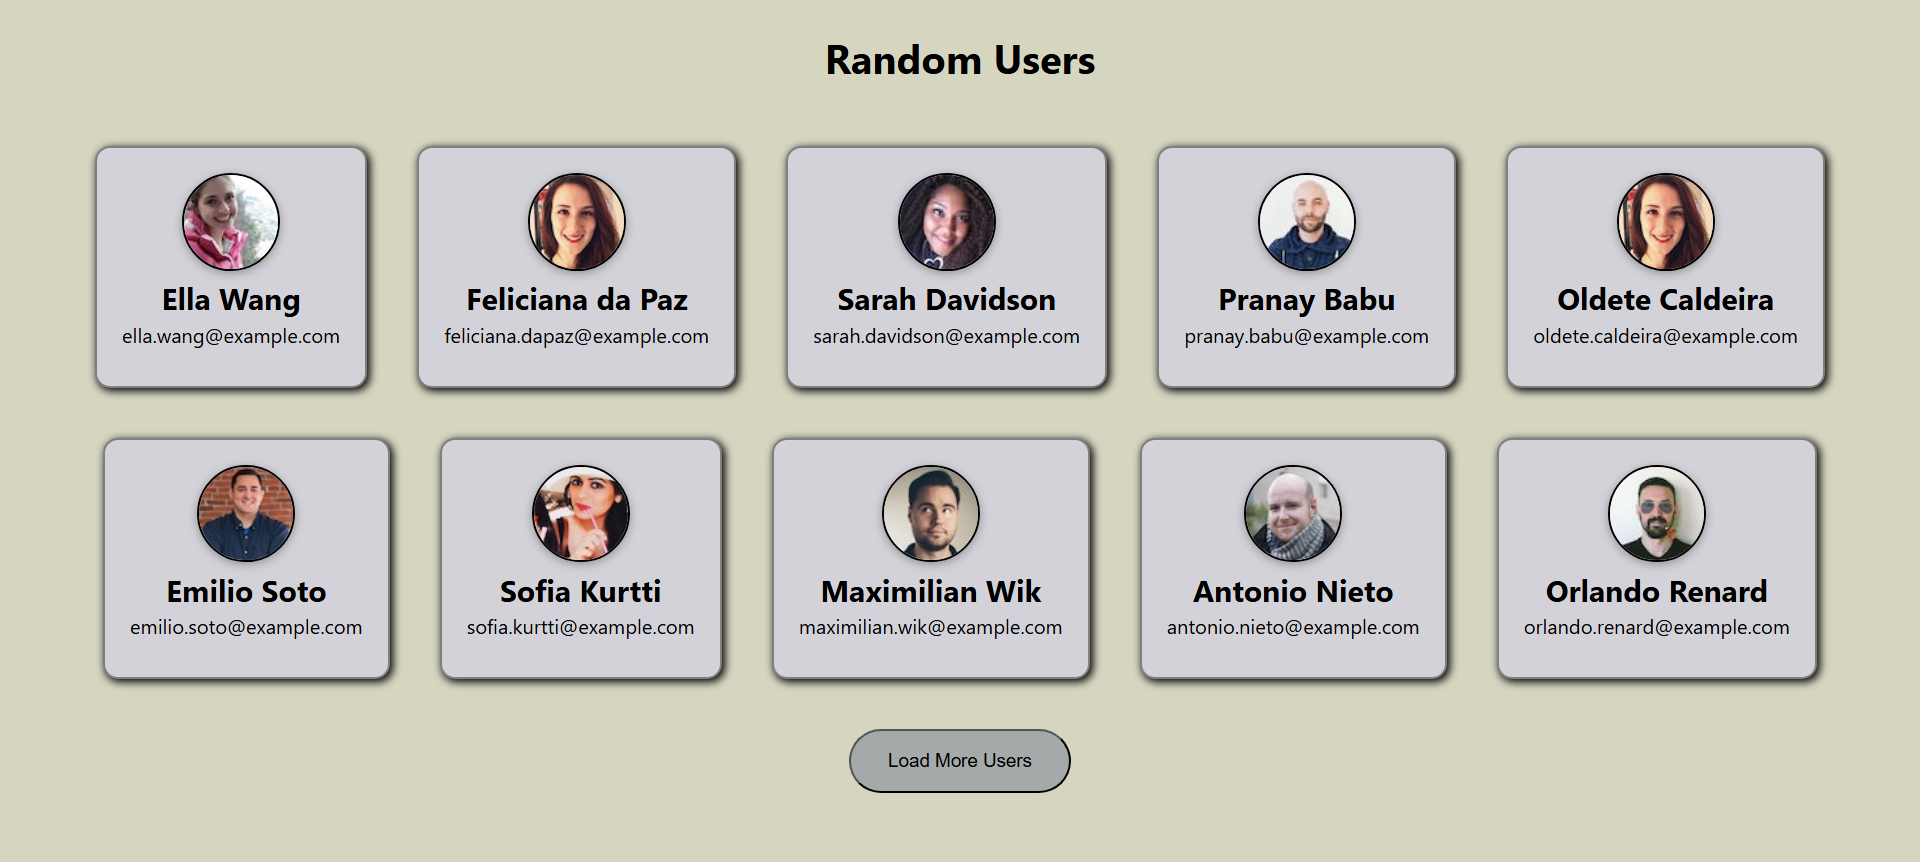 Random Users
Ella Wang
ella.wang@example.com
Feliciana da Paz
feliciana.dapaz@example.com
Sarah Davidson
sarah.davidson@example.com
Pranay Babu
pranay.babu@example.com
Oldete Caldeira
oldete.caldeira@example.com
Emilio Soto
emilio.soto@example.com
Sofia Kurtti
sofia.kurtti@example.com
Maximilian Wik
maximilian.wik@example.com
Antonio Nieto
antonio.nieto@example.com
Orlando Renard
orlando.renard@example.com
Load More Users